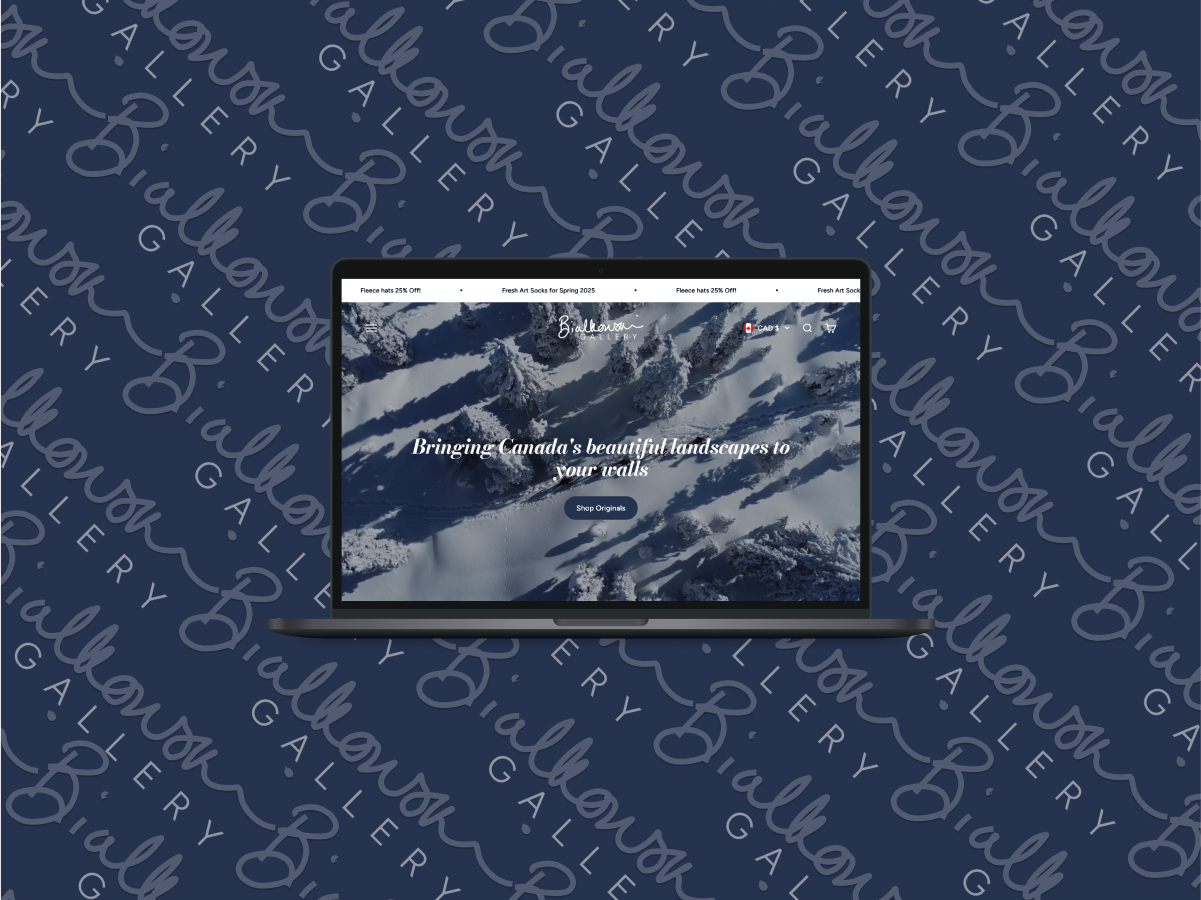 Fleece hats 25% Off! • Fresh Art Socks for Spring 2025 • Fleece hats 25% Off! • Fresh Art Sock
Bialkowski
GALLERY
CAD $
Bringing Canada's beautiful landscapes to
your walls
Shop Originals